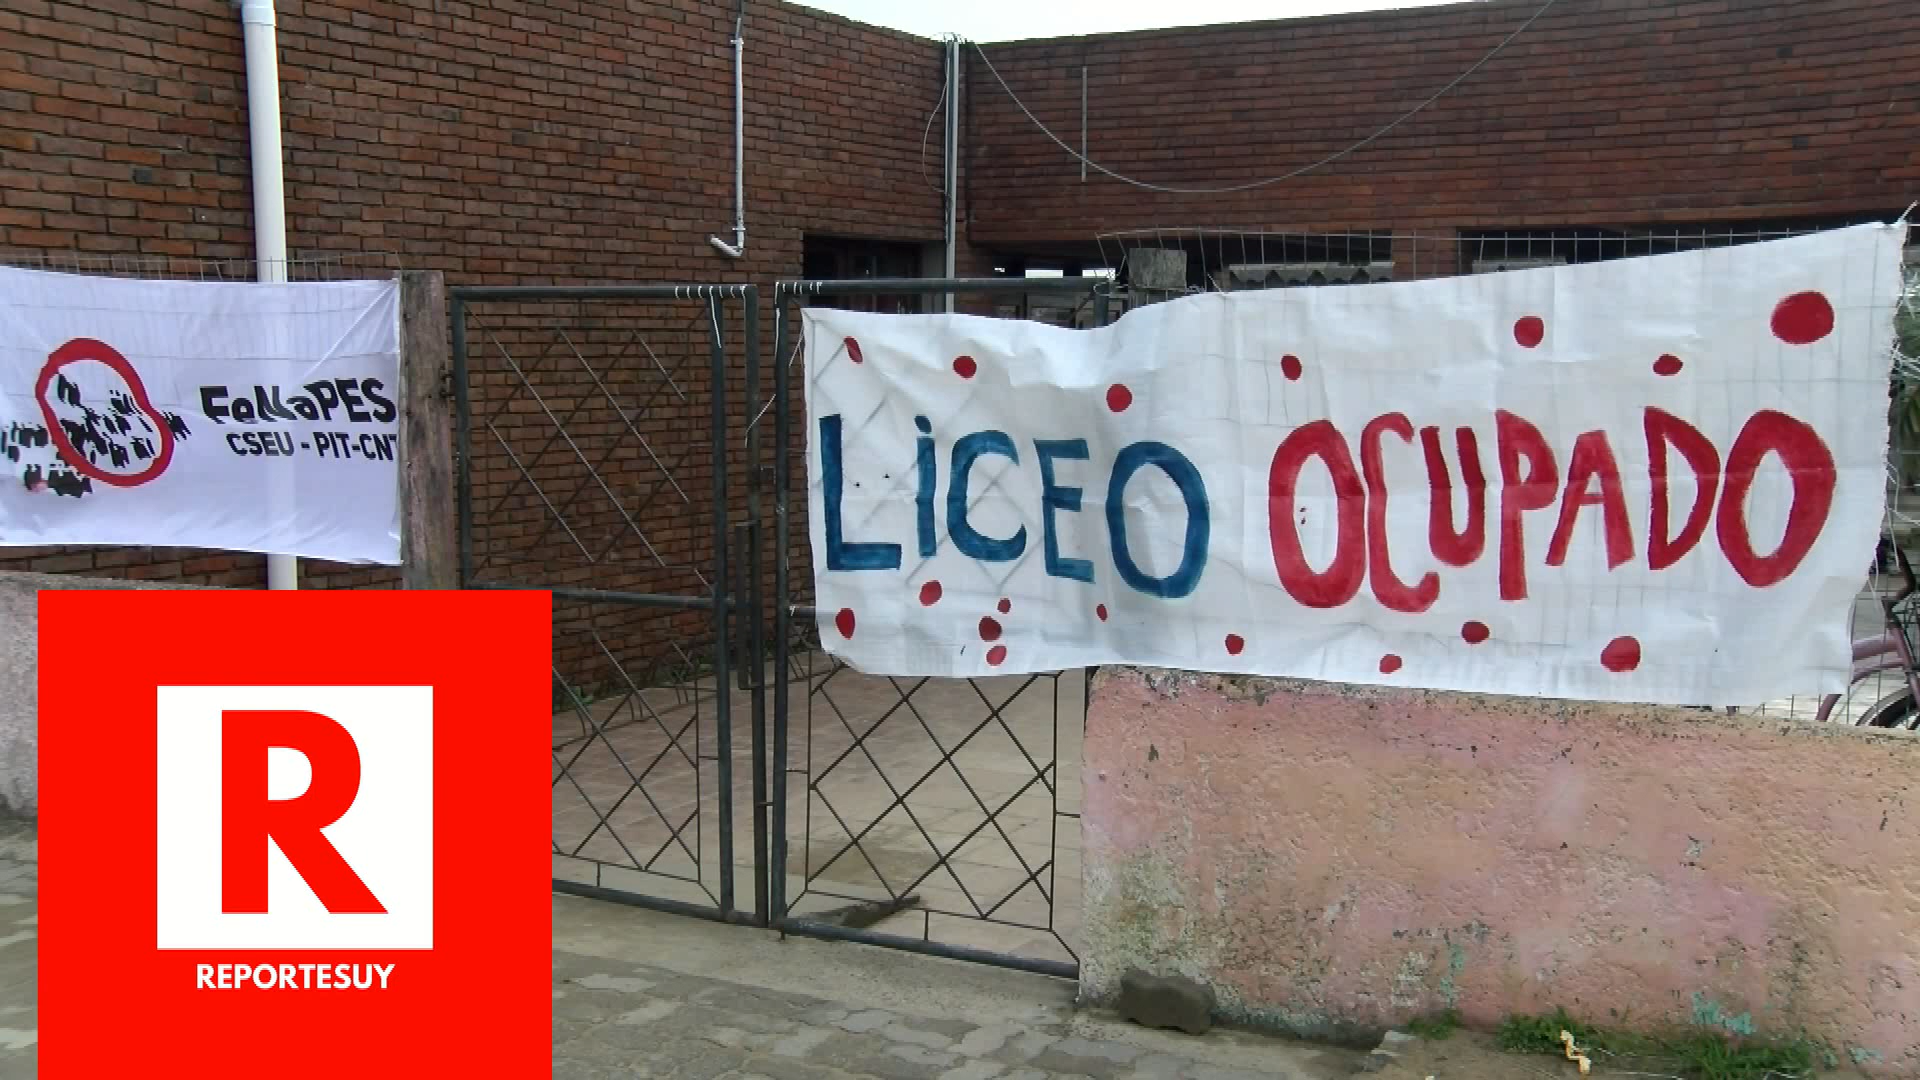 FeNaPES
CSEU - PIT-CNT
LiCEO OCUPADO
R
REPORTESUY